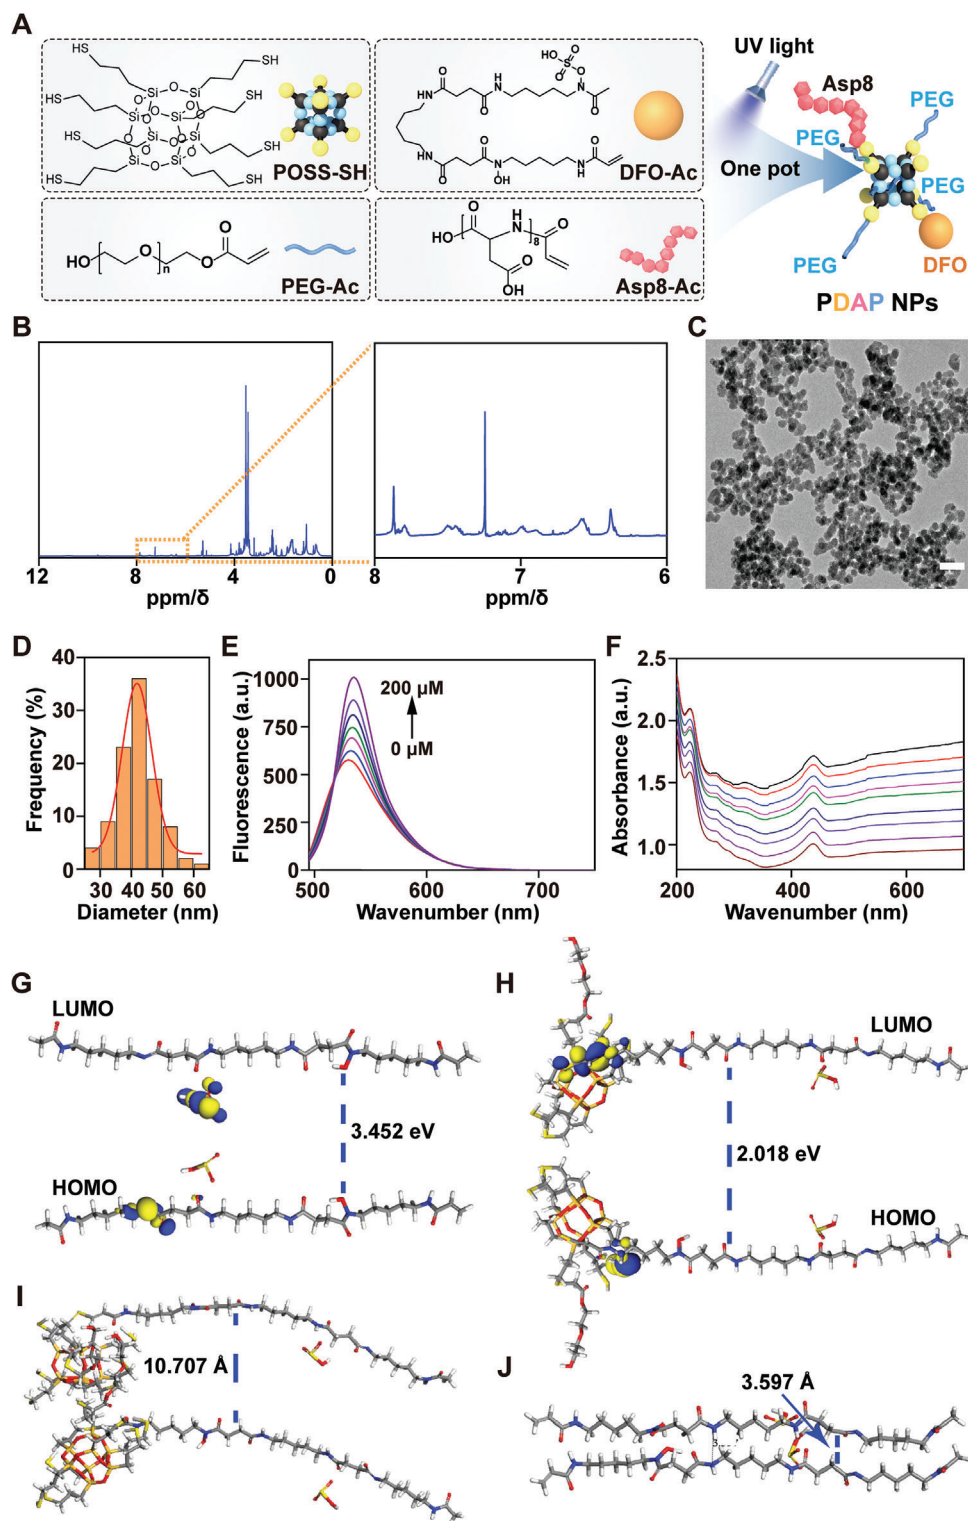 A
HS
SH
HS
SH
HS
SH
HS
SH
Si
O
POSS-SH
HO
O
S
O
N
H
OH
DFO-Ac
HO
O
n
O
O
PEG-Ac
HO
O
H
N
8
O
O
OH
Asp8-Ac
UV light
One pot
Asp8
PEG
PEG
PEG
PEG
DFO
PDAP NPs
B
12
8
4
0
ppm/δ
8
7
6
ppm/δ
C
D
Frequency (%)
40
30
20
10
0
30
40
50
60
Diameter (nm)
E
Fluorescence (a.u.)
1000
750
500
250
0
200 μM
0 μM
500
600
700
Wavenumber (nm)
F
Absorbance (a.u.)
2.5
2.0
1.5
1.0
200
400
600
Wavenumber (nm)
G
LUMO
3.452 eV
HOMO
H
LUMO
2.018 eV
HOMO
I
10.707 Å
J
3.597 Å